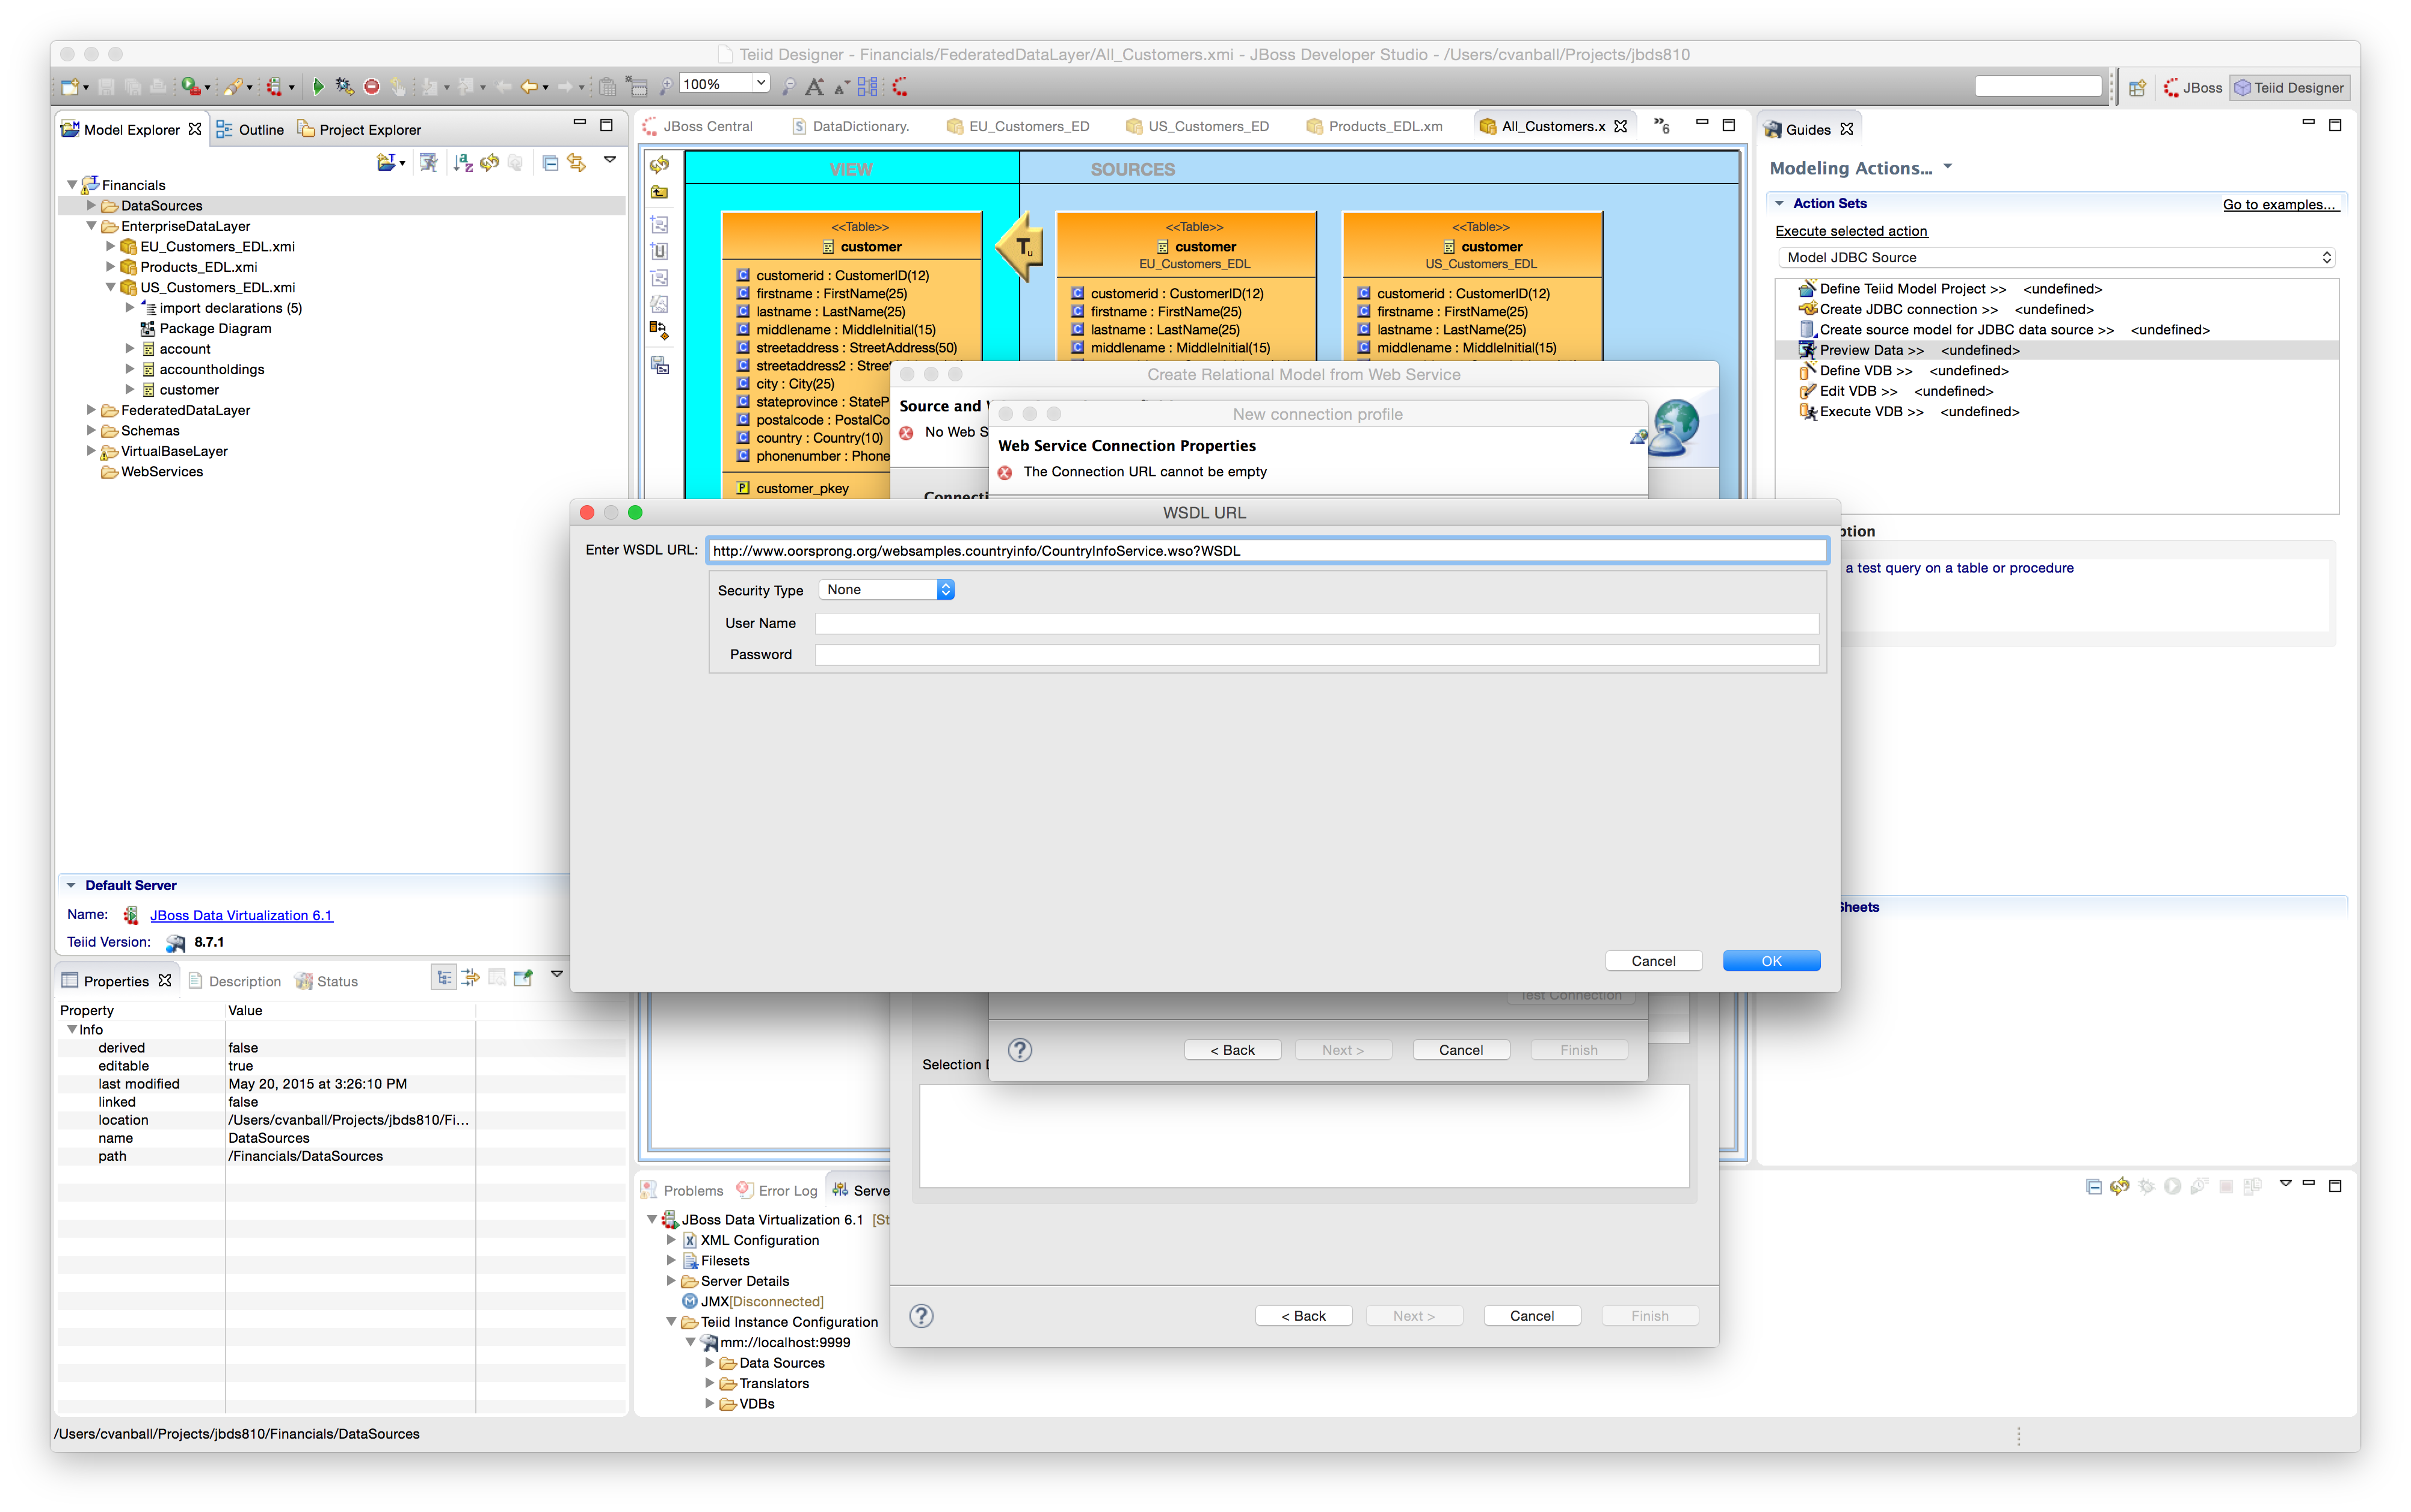 Teiid Designer - Financials/FederatedDataLayer/All_Customers.xmi - JBoss Developer Studio - /Users/cvanball/Projects/jbds810
100%
JBoss
Teiid Designer
Model Explorer
Outline
Project Explorer
Financials
DataSources
EnterpriseDataLayer
EU_Customers_EDL.xmi
Products_EDL.xmi
US_Customers_EDL.xmi
import declarations (5)
Package Diagram
account
accountholdings
customer
FederatedDataLayer
Schemas
VirtualBaseLayer
WebServices
Default Server
Name:
JBoss Data Virtualization 6.1
Teiid Version:
8.7.1
Properties
Description
Status
Property Value
Info
derived false
editable true
last modified May 20, 2015 at 3:26:10 PM
linked false
location /Users/cvanball/Projects/jbds810/Fi...
name DataSources
path /Financials/DataSources
/Users/cvanball/Projects/jbds810/Financials/DataSources
JBoss Central
DataDictionary.
EU_Customers_ED
US_Customers_ED
Products_EDL.xm
All_Customers.x
»6
VIEW
SOURCES
<<Table>>
customer
customerid : CustomerID(12)
firstname : FirstName(25)
lastname : LastName(25)
middlename : MiddleInitial(15)
streetaddress : StreetAddress(50)
streetaddress2 : Street
city : City(25)
stateprovince : StateP
postalcode : PostalCo
country : Country(10)
phonenumber : Phone
customer_pkey
Tu
<<Table>>
customer
EU_Customers_EDL
customerid : CustomerID(12)
firstname : FirstName(25)
lastname : LastName(25)
middlename : MiddleInitial(15)
<<Table>>
customer
US_Customers_EDL
customerid : CustomerID(12)
firstname : FirstName(25)
lastname : LastName(25)
middlename : MiddleInitial(15)
Create Relational Model from Web Service
Source and
No Web S
Connecti
New connection profile
Web Service Connection Properties
The Connection URL cannot be empty
WSDL URL
Enter WSDL URL:
http://www.oorsprong.org/websamples.countryinfo/CountryInfoService.wso?WSDL
Security Type
None
User Name
Password
Cancel
OK
Test Connection
< Back
Next >
Cancel
Finish
Selection
< Back
Next >
Cancel
Finish
Problems
Error Log
Serve
JBoss Data Virtualization 6.1 [St
XML Configuration
Filesets
Server Details
JMX[Disconnected]
Teiid Instance Configuration
mm://localhost:9999
Data Sources
Translators
VDBs
Guides
Modeling Actions...
Action Sets
Go to examples...
Execute selected action
Model JDBC Source
Define Teiid Model Project >> <undefined>
Create JDBC connection >> <undefined>
Create source model for JDBC data source >> <undefined>
Preview Data >> <undefined>
Define VDB >> <undefined>
Edit VDB >> <undefined>
Execute VDB >> <undefined>
ption
a test query on a table or procedure
Sheets